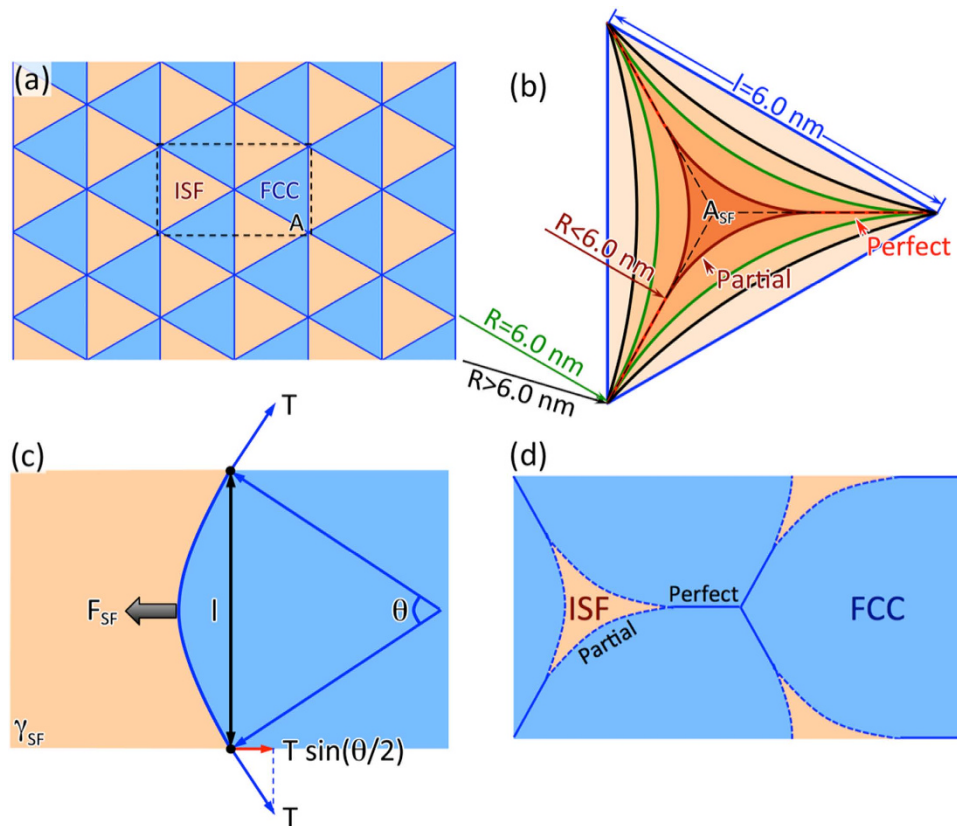 (a)
ISF
FCC
A
(b)
l=6.0 nm
A_SF
Perfect
Partial
R<6.0 nm
R=6.0 nm
R>6.0 nm
(c)
T
F_SF
l
θ
γ_SF
T sin(θ/2)
T
(d)
Perfect
ISF
FCC
Partial